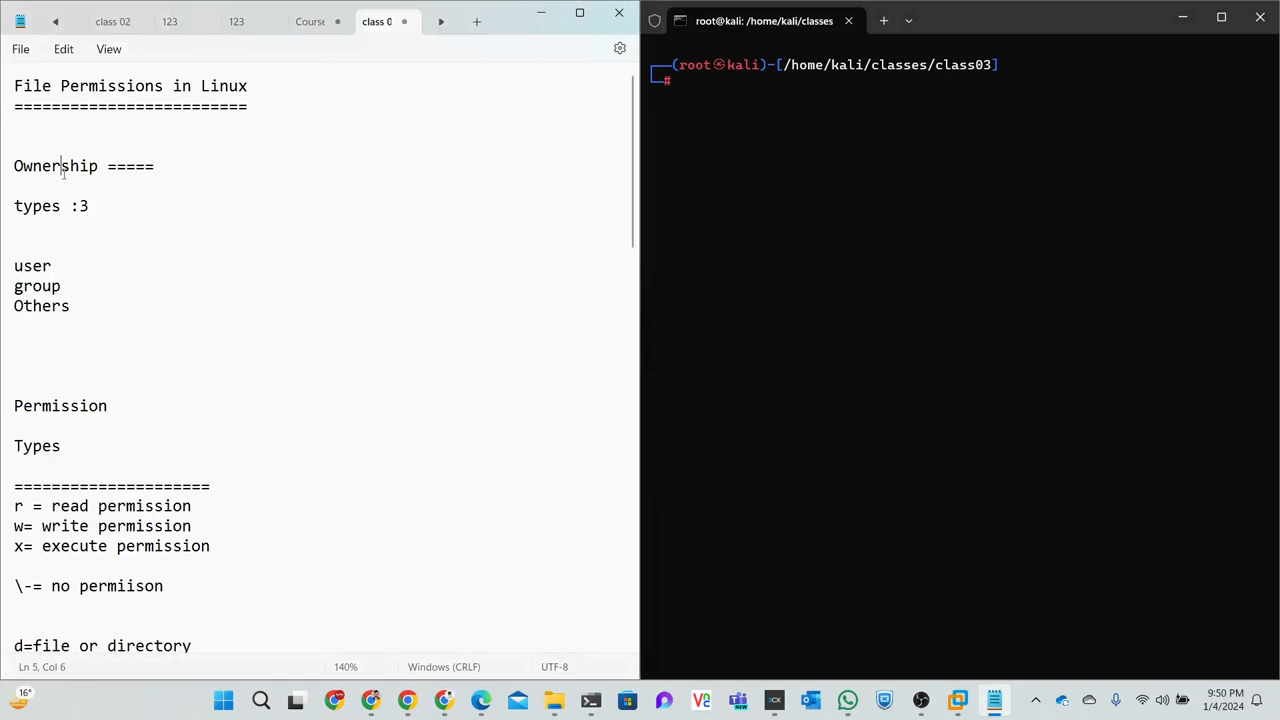 class 02
123
123
Course
class 0
File Edit View
File Permissions in Linux
=========================
Ownership =====
types :3
user
group
Others
Permission
Types
=====================
r = read permission
w= write permission
x= execute permission
\-= no permiison
d=file or directory
Ln 5, Col 6
140%
Windows (CRLF)
UTF-8
root@kali: /home/kali/classes
(root㉿kali)-[/home/kali/classes/class03]
#
16°
9:50 PM
1/4/2024